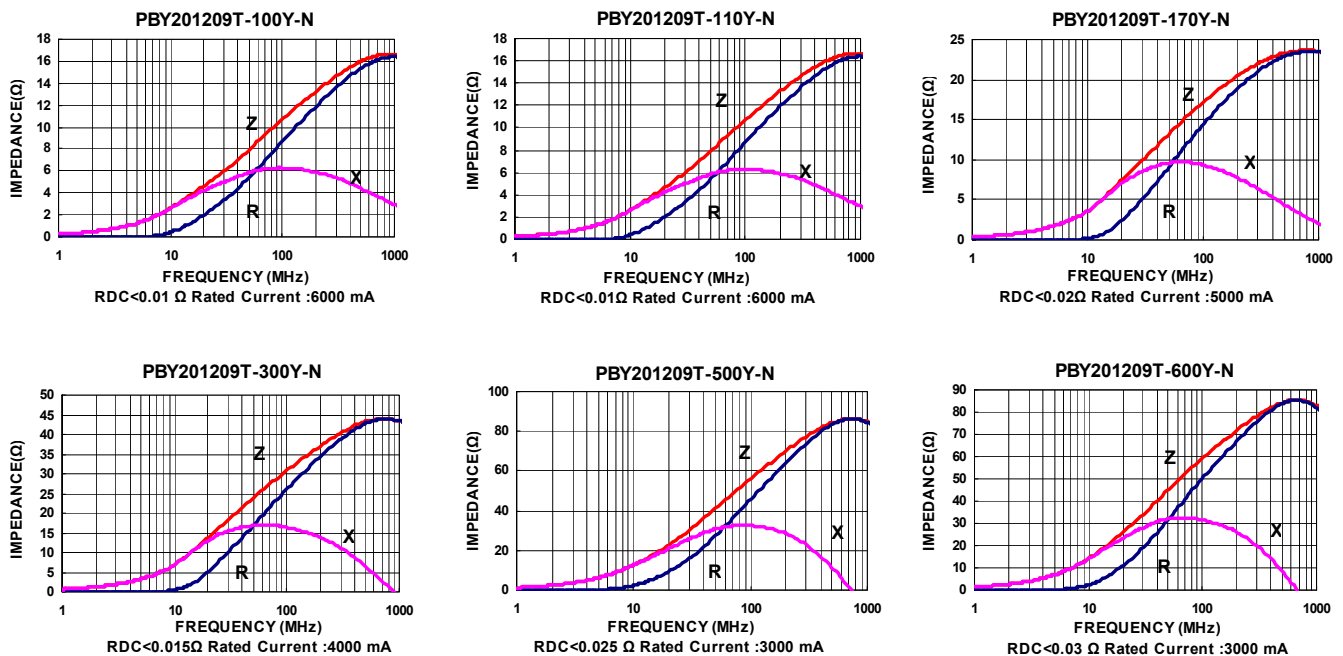 PBY201209T-100Y-N
IMPEDANCE(Ω)
18
16
14
12
10
8
6
4
2
0
Z
X
R
1 10 100 1000
FREQUENCY (MHz)
RDC<0.01 Ω Rated Current :6000 mA
PBY201209T-110Y-N
IMPEDANCE(Ω)
18
16
14
12
10
8
6
4
2
0
Z
X
R
1 10 100 1000
FREQUENCY (MHz)
RDC<0.01Ω Rated Current :6000 mA
PBY201209T-170Y-N
IMPEDANCE(Ω)
25
20
15
10
5
0
Z
X
R
1 10 100 1000
FREQUENCY (MHz)
RDC<0.02Ω Rated Current :5000 mA
PBY201209T-300Y-N
IMPEDANCE(Ω)
50
45
40
35
30
25
20
15
10
5
0
Z
X
R
1 10 100 1000
FREQUENCY (MHz)
RDC<0.015Ω Rated Current :4000 mA
PBY201209T-500Y-N
IMPEDANCE(Ω)
100
80
60
40
20
0
Z
X
R
1 10 100 1000
FREQUENCY (MHz)
RDC<0.025 Ω Rated Current :3000 mA
PBY201209T-600Y-N
IMPEDANCE(Ω)
90
80
70
60
50
40
30
20
10
0
Z
X
R
1 10 100 1000
FREQUENCY (MHz)
RDC<0.03 Ω Rated Current :3000 mA